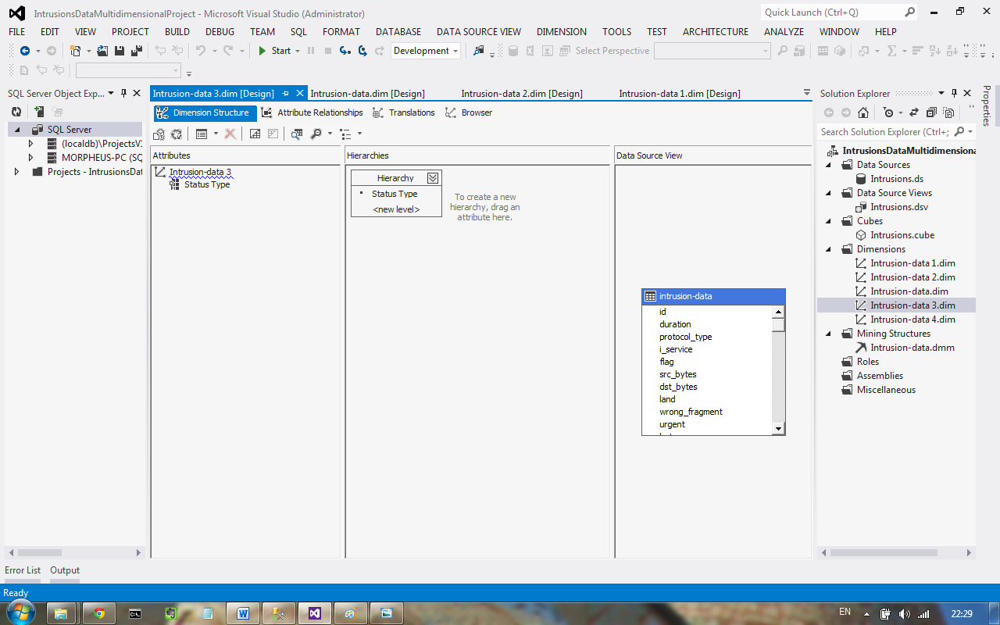 IntrusionsDataMultidimensionalProject - Microsoft Visual Studio (Administrator)
Quick Launch (Ctrl+Q)
FILE EDIT VIEW PROJECT BUILD DEBUG TEAM SQL FORMAT DATABASE DATA SOURCE VIEW DIMENSION TOOLS TEST ARCHITECTURE ANALYZE WINDOW HELP
Start Development Select Perspective
SQL Server Object Exp...
SQL Server
(localdb)\ProjectsV
MORPHEUS-PC (SQ
Projects - IntrusionsDat
Intrusion-data 3.dim [Design] Intrusion-data.dim [Design] Intrusion-data 2.dim [Design] Intrusion-data 1.dim [Design]
Dimension Structure Attribute Relationships Translations Browser
Attributes
Intrusion-data 3
Status Type
Hierarchies
Hierarchy
Status Type
<new level>
To create a new
hierarchy, drag an
attribute here.
Data Source View
intrusion-data
id
duration
protocol_type
i_service
flag
src_bytes
dst_bytes
land
wrong_fragment
urgent
Solution Explorer
Search Solution Explorer (Ctrl+;
IntrusionsDataMultidimensiona
Data Sources
Intrusions.ds
Data Source Views
Intrusions.dsv
Cubes
Intrusions.cube
Dimensions
Intrusion-data 1.dim
Intrusion-data 2.dim
Intrusion-data.dim
Intrusion-data 3.dim
Intrusion-data 4.dim
Mining Structures
Intrusion-data.dmm
Roles
Assemblies
Miscellaneous
Properties
Error List Output
Ready
EN 22:29